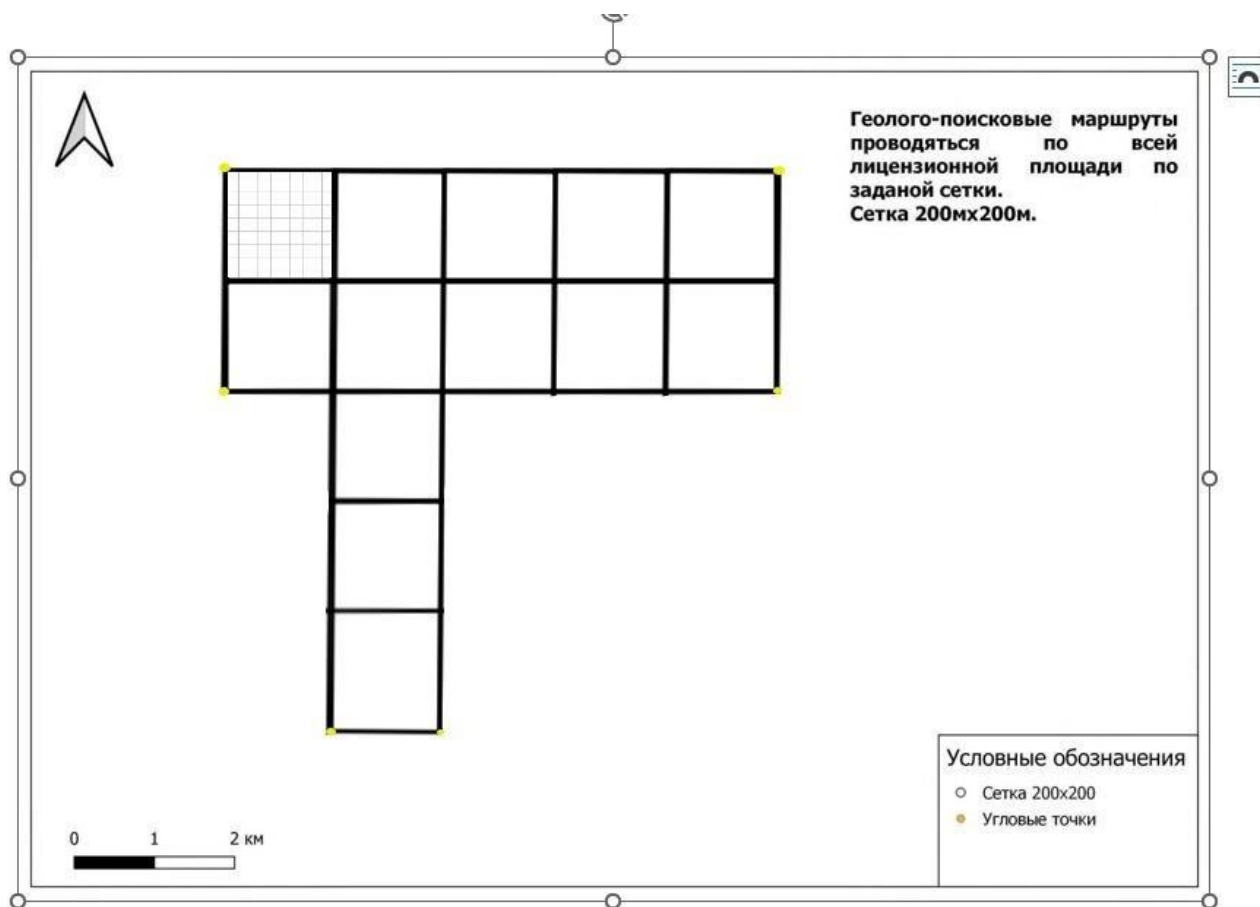 Геолого-поисковые маршруты
проводяться по всей
лицензионной площади по
заданой сетки.
Сетка 200мх200м.
Условные обозначения
Сетка 200х200
Угловые точки
0 1 2 км